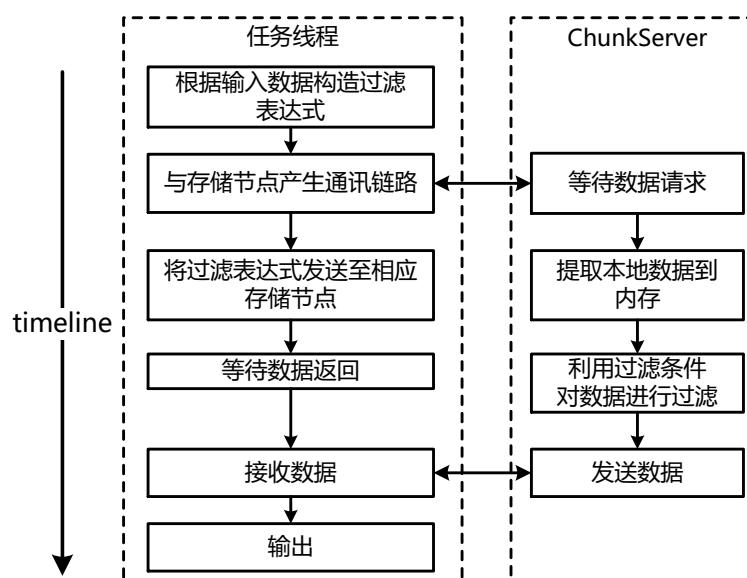 任务线程
ChunkServer
根据输入数据构造过滤
表达式
与存储节点产生通讯链路
等待数据请求
将过滤表达式发送至相应
存储节点
提取本地数据到
内存
timeline
等待数据返回
利用过滤条件
对数据进行过滤
接收数据
发送数据
输出